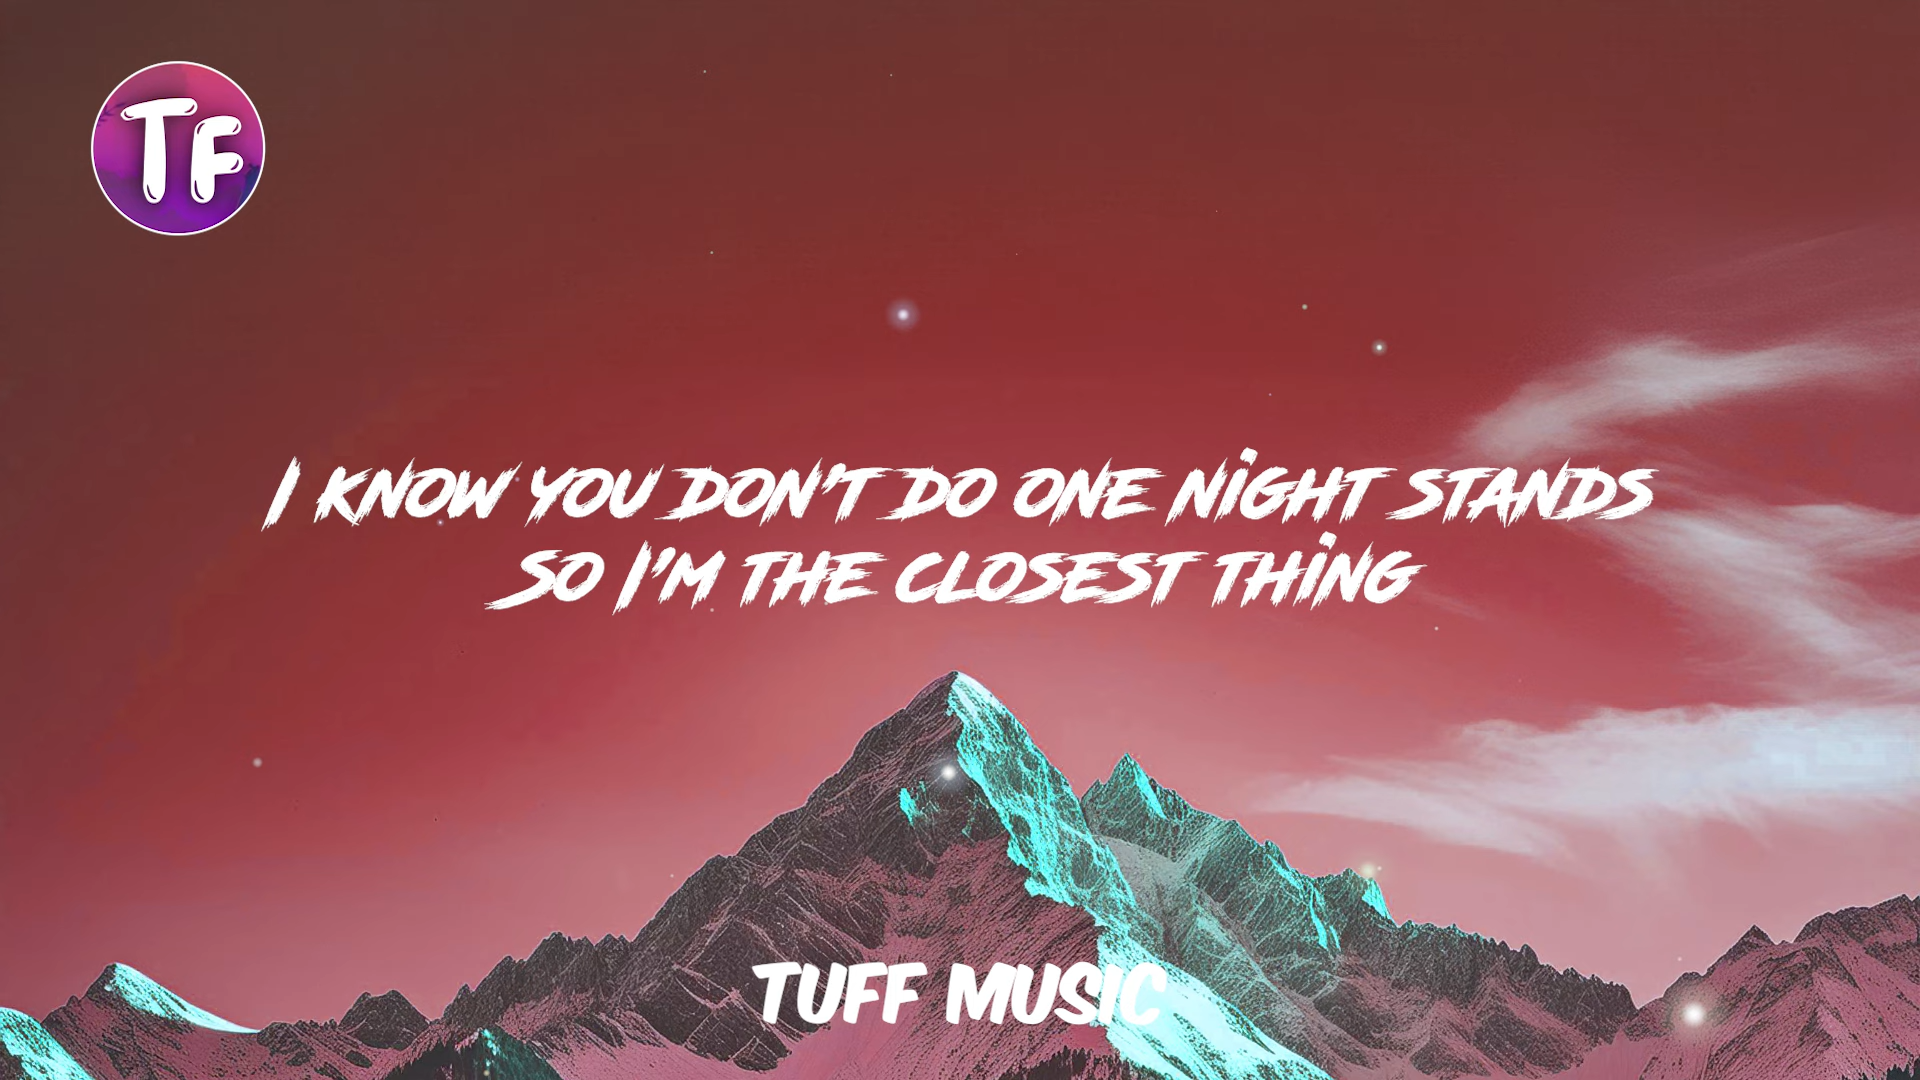 TF
I KNOW YOU DON'T DO ONE NIGHT STANDS
SO I'M THE CLOSEST THING
TUFF MUSIC